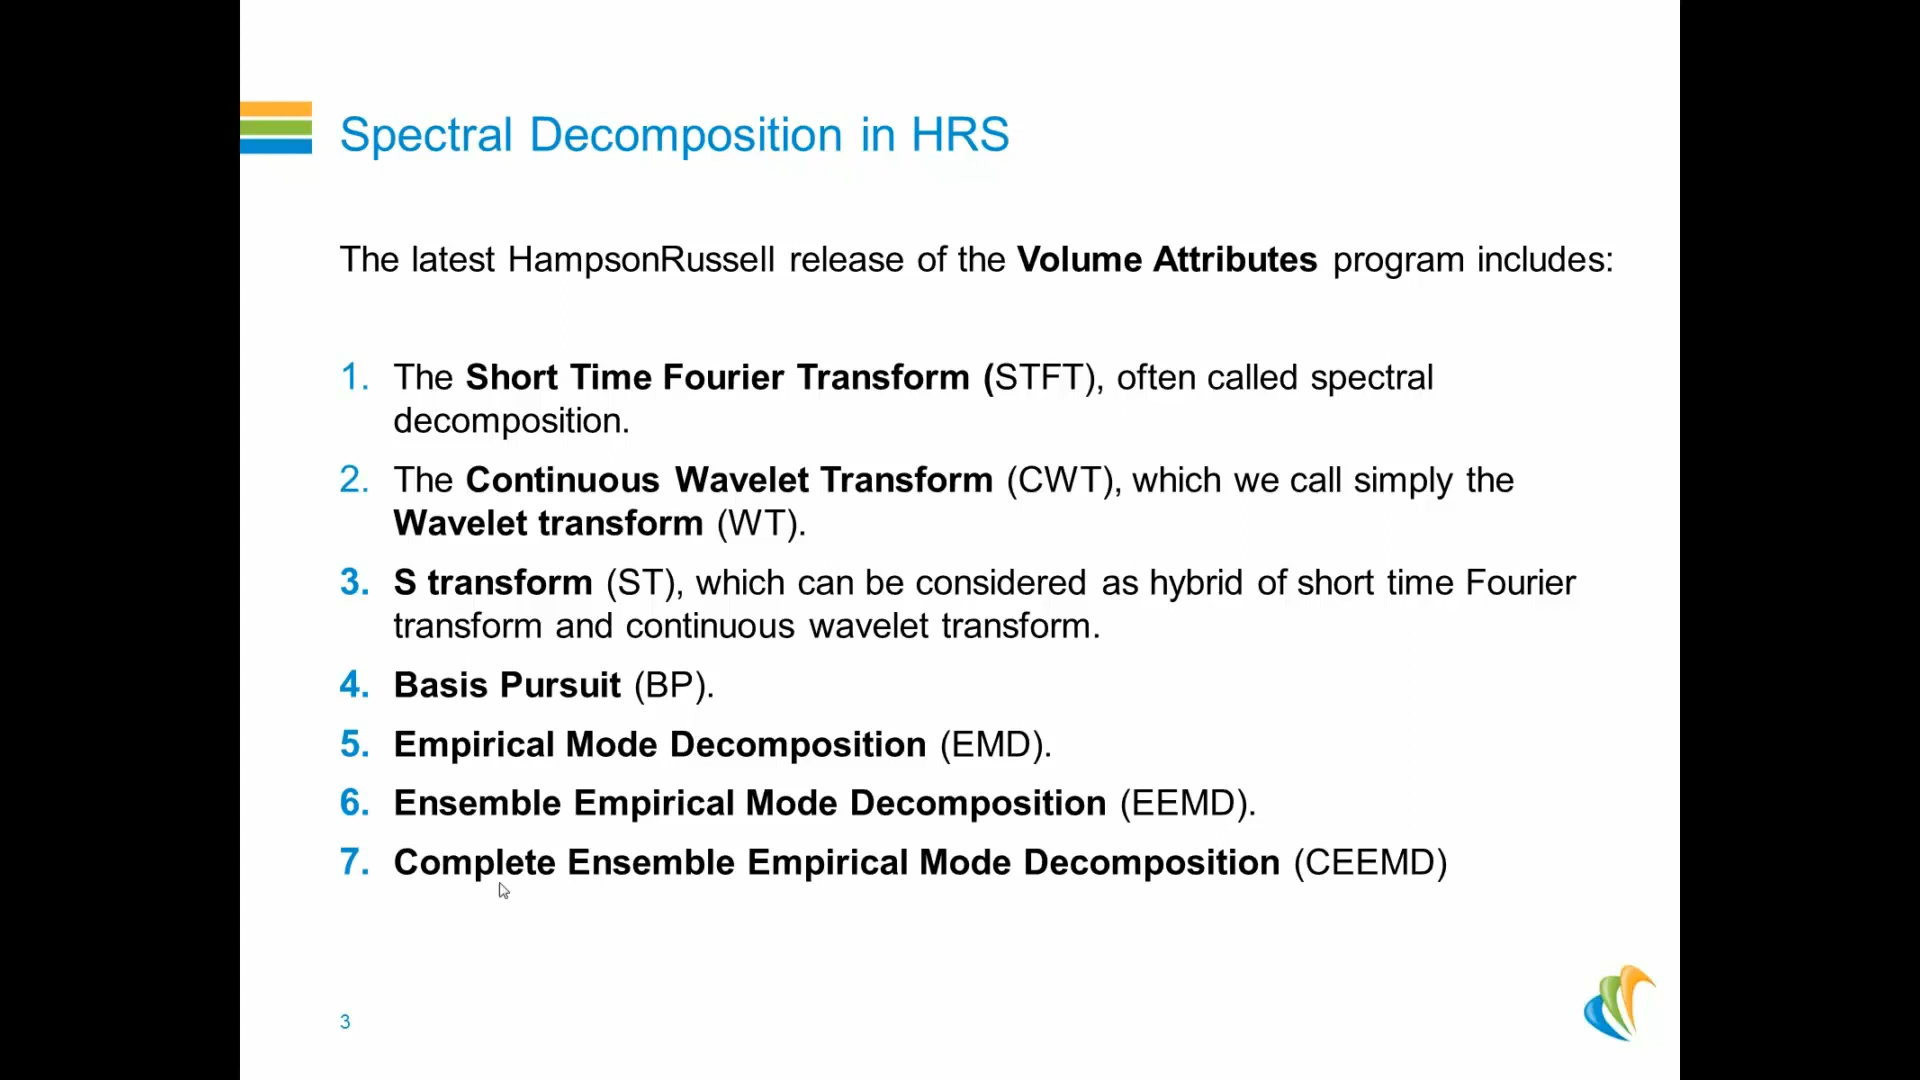 Spectral Decomposition in HRS
The latest HampsonRussell release of the Volume Attributes program includes:
1. The Short Time Fourier Transform (STFT), often called spectral
decomposition.
2. The Continuous Wavelet Transform (CWT), which we call simply the
Wavelet transform (WT).
3. S transform (ST), which can be considered as hybrid of short time Fourier
transform and continuous wavelet transform.
4. Basis Pursuit (BP).
5. Empirical Mode Decomposition (EMD).
6. Ensemble Empirical Mode Decomposition (EEMD).
7. Complete Ensemble Empirical Mode Decomposition (CEEMD)
3